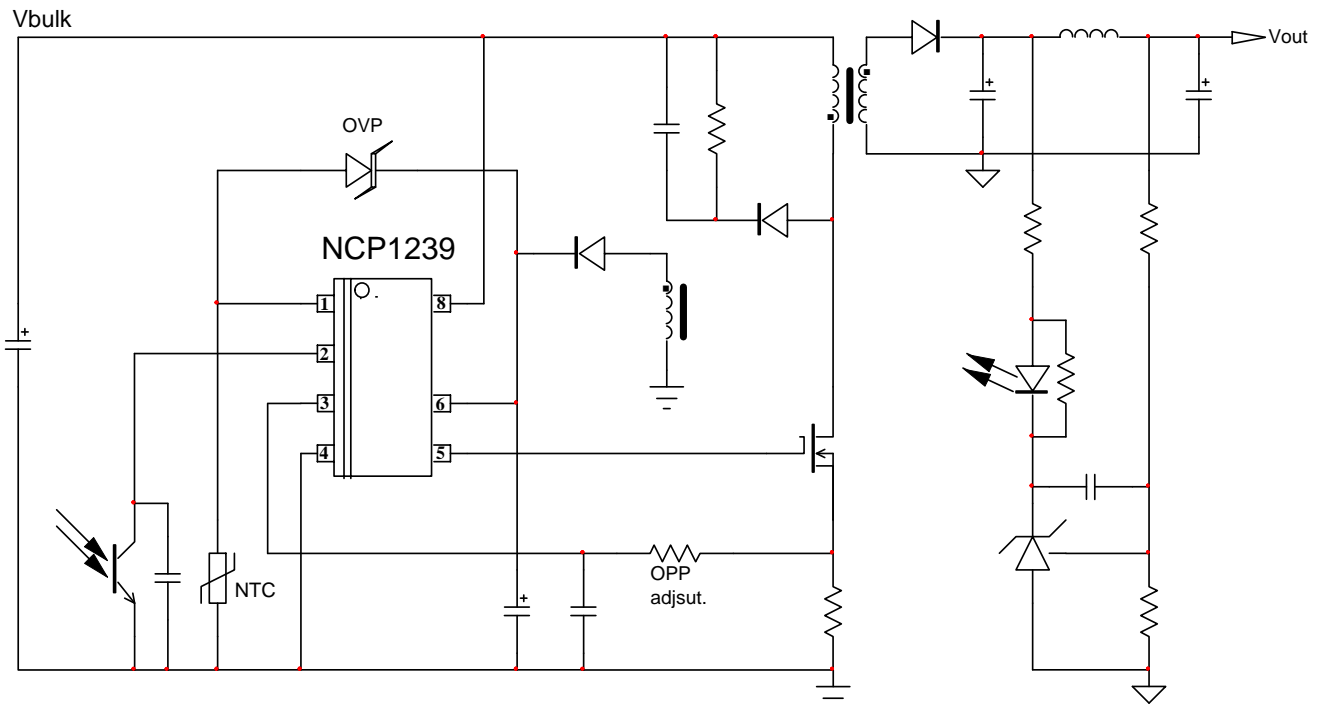 Vbulk
Vout
OVP
NCP1239
1
8
2
3
6
4
5
NTC
OPP
adjsut.
+
+
+
+